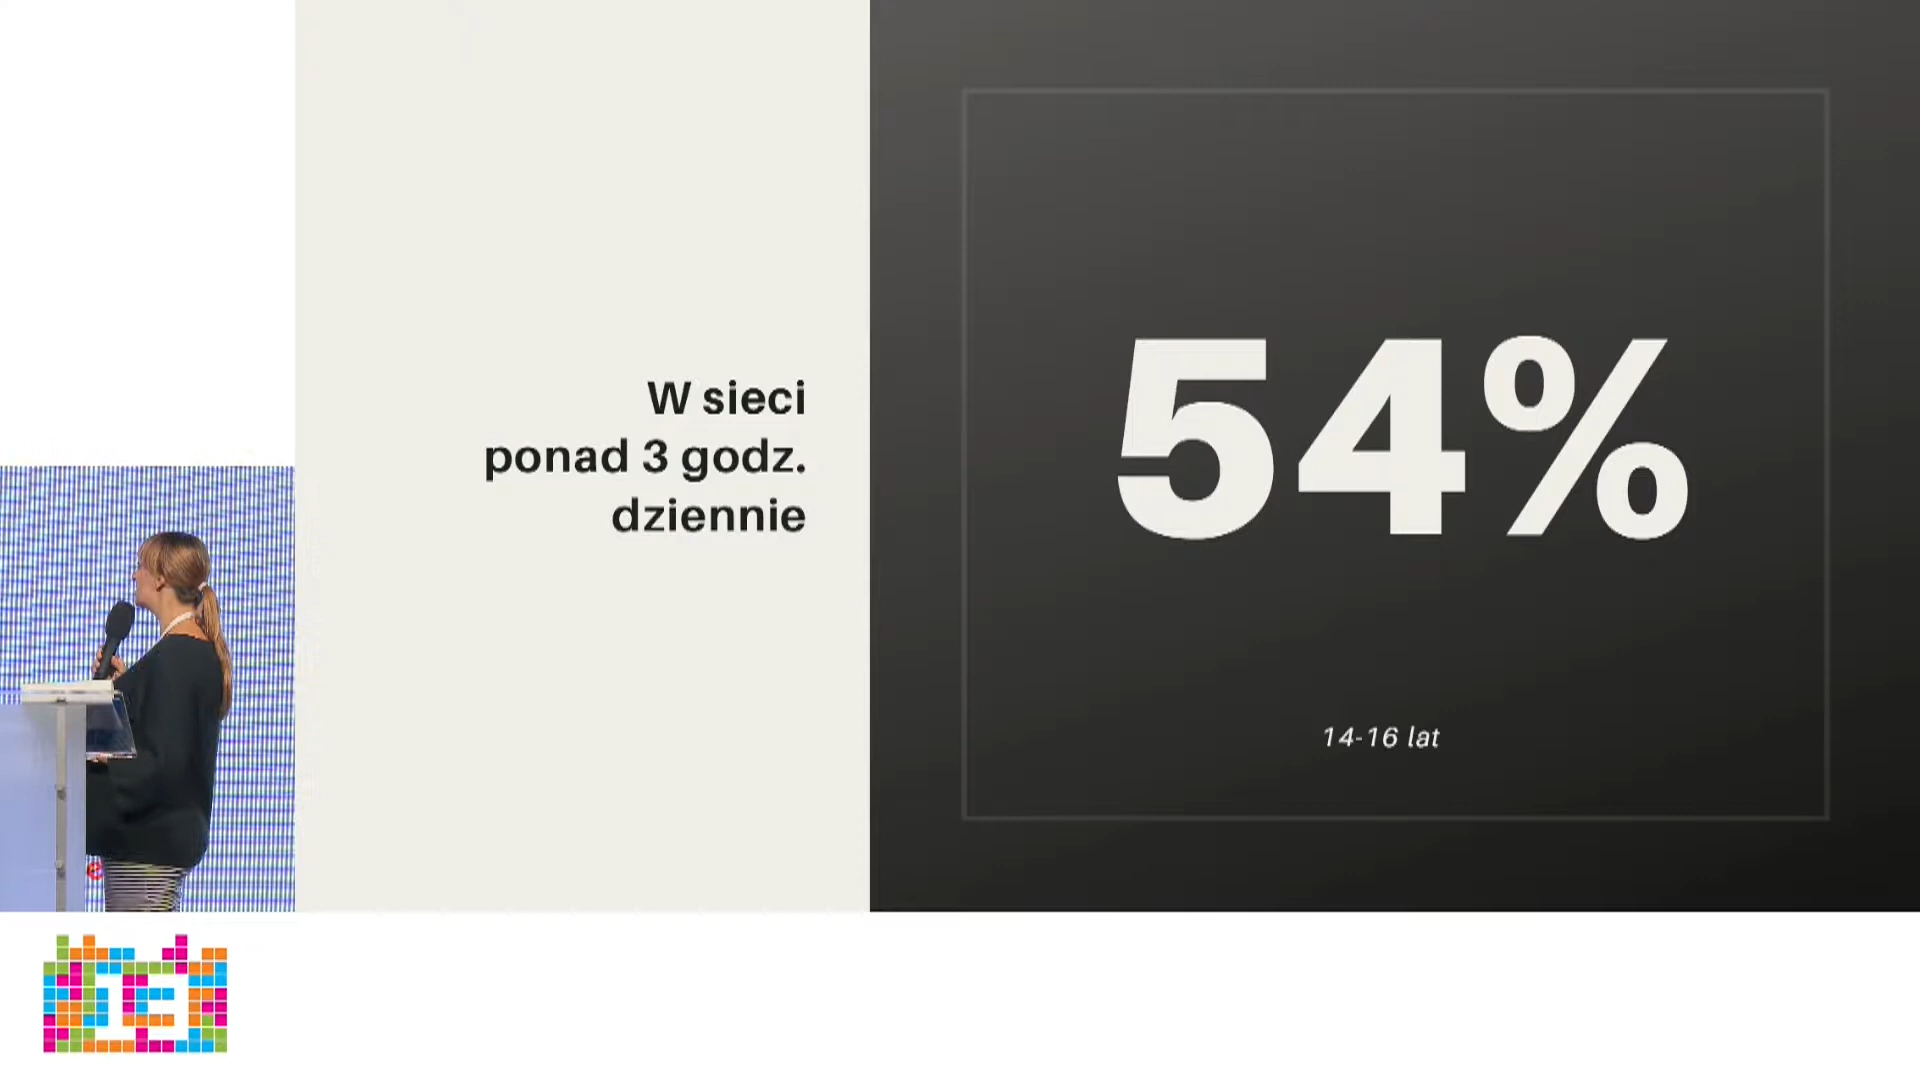 W sieci
ponad 3 godz.
dziennie
54%
14-16 lat